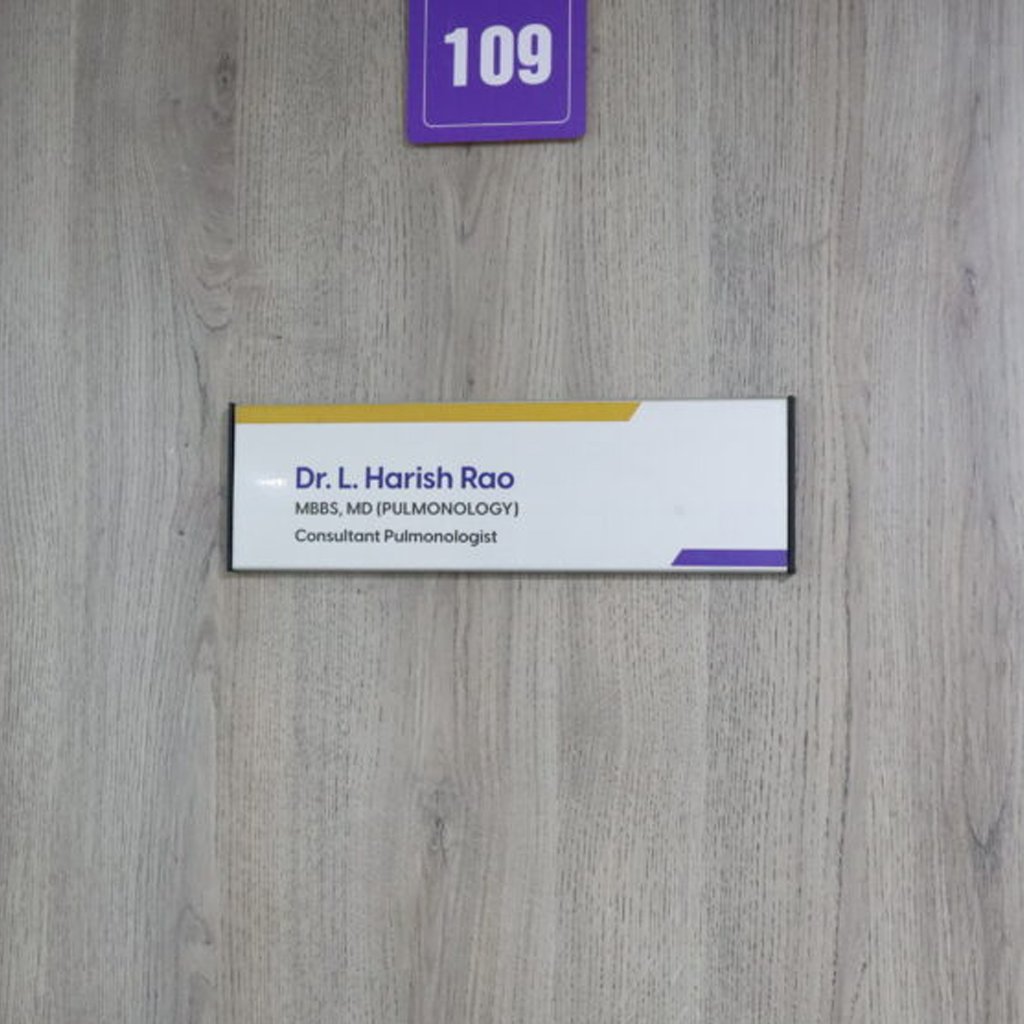 109
Dr. L. Harish Rao
MBBS, MD (PULMONOLOGY)
Consultant Pulmonologist